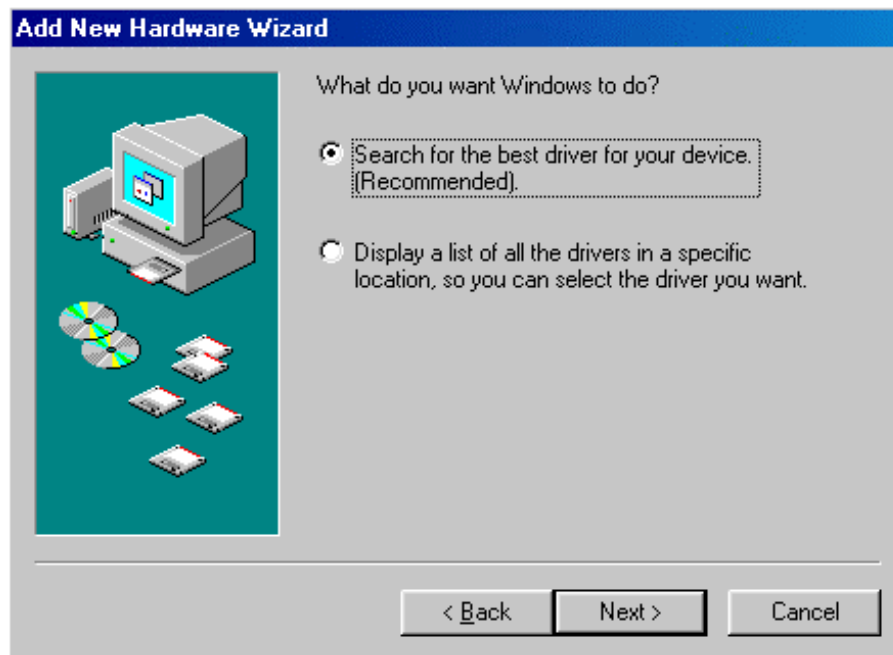 Add New Hardware Wizard
What do you want Windows to do?
Search for the best driver for your device.
(Recommended).
Display a list of all the drivers in a specific
location, so you can select the driver you want.
< Back
Next >
Cancel